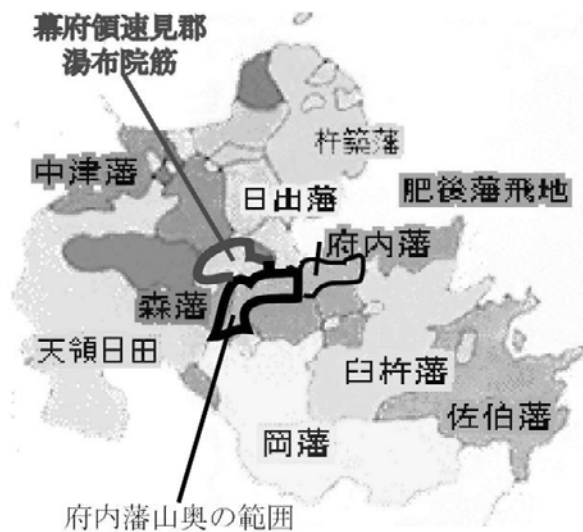 幕府領速見郡
湯布院筋
杵築藩
中津藩
日出藩
肥後藩飛地
府内藩
森藩
天領日田
臼杵藩
佐伯藩
岡藩
府内藩山奥の範囲